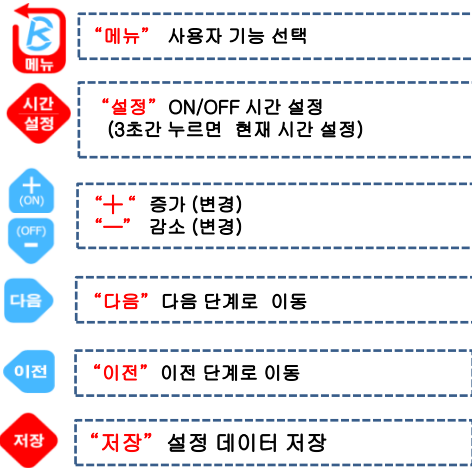 메뉴
“메뉴” 사용자 기능 선택
시간
설정
“설정” ON/OFF 시간 설정
(3초간 누르면 현재 시간 설정)
+
(ON)
(OFF)
−
“+“ 증가 (변경)
“—” 감소 (변경)
다음
“다음” 다음 단계로 이동
이전
“이전” 이전 단계로 이동
저장
“저장” 설정 데이터 저장